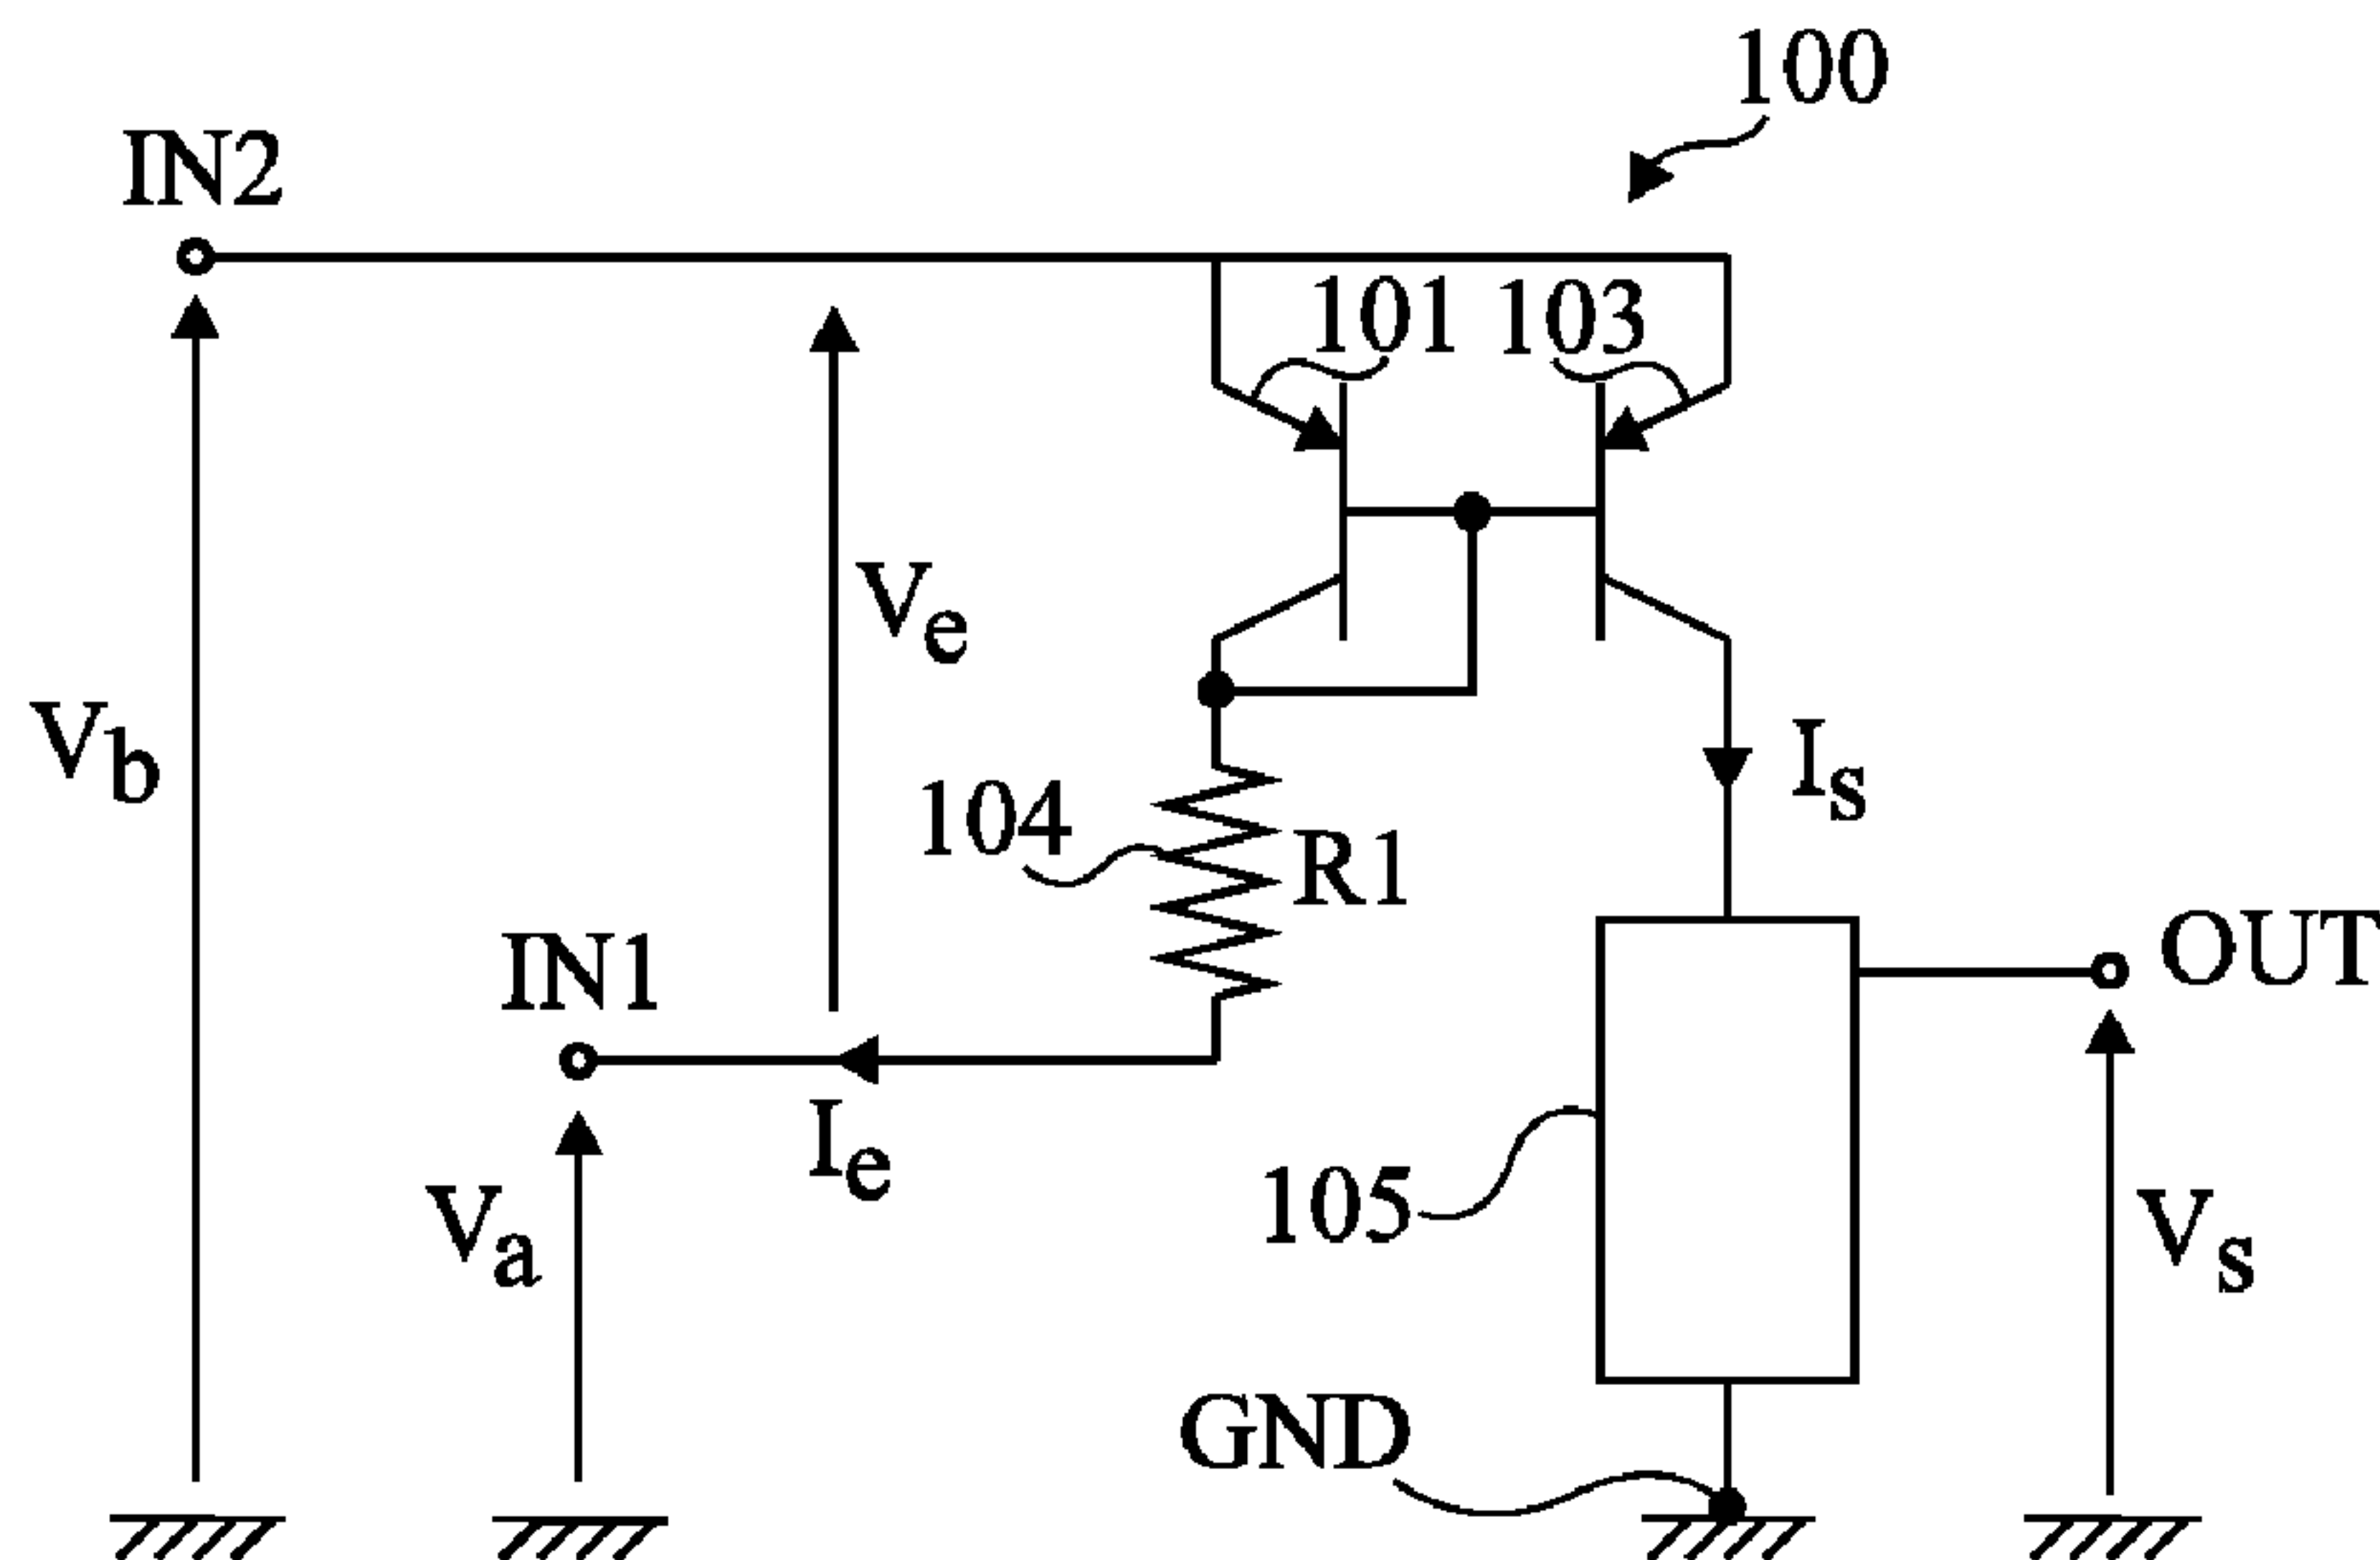 100
IN2
101 103
Ve
Vb
Is
104
R1
IN1
OUT
Ie
Va
105
Vs
GND